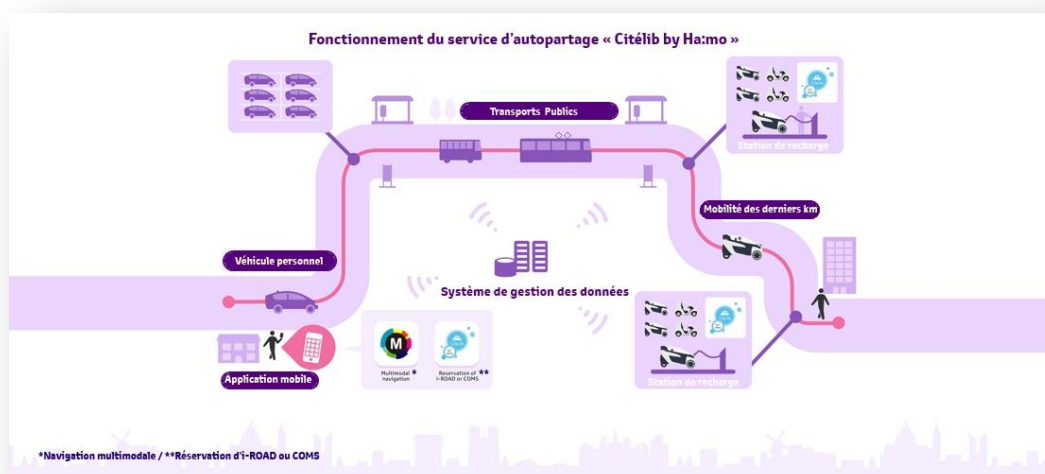 Fonctionnement du service d'autopartage « Citélib by Ha:mo »
Transports Publics
Station de recharge
Mobilité des derniers km
Véhicule personnel
Système de gestion des données
M
Multimodal ★
navigation
Reservation of ★★
i-ROAD or COMS
Station de recharge
Application mobile
*Navigation multimodale / **Réservation d'i-ROAD ou COMS